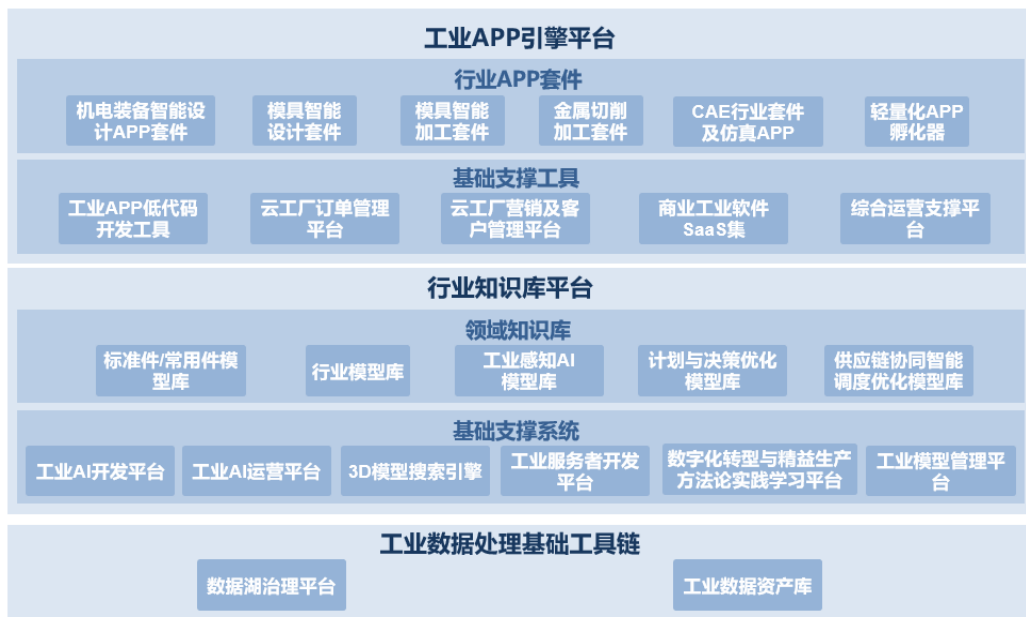 工业APP引擎平台
行业APP套件
机电装备智能设
计APP套件
模具智能
设计套件
模具智能
加工套件
金属切削
加工套件
CAE行业套件
及仿真APP
轻量化APP
孵化器
基础支撑工具
工业APP低代码
开发工具
云工厂订单管理
平台
云工厂营销及客
户管理平台
商业工业软件
SaaS集
综合运营支撑平
台
行业知识库平台
领域知识库
标准件/常用件模
型库
行业模型库
工业感知AI
模型库
计划与决策优化
模型库
供应链协同智能
调度优化模型库
基础支撑系统
工业AI开发平台
工业AI运营平台
3D模型搜索引擎
工业服务者开发
平台
数字化转型与精益生产
方法论实践学习平台
工业模型管理平
台
工业数据处理基础工具链
数据湖治理平台
工业数据资产库